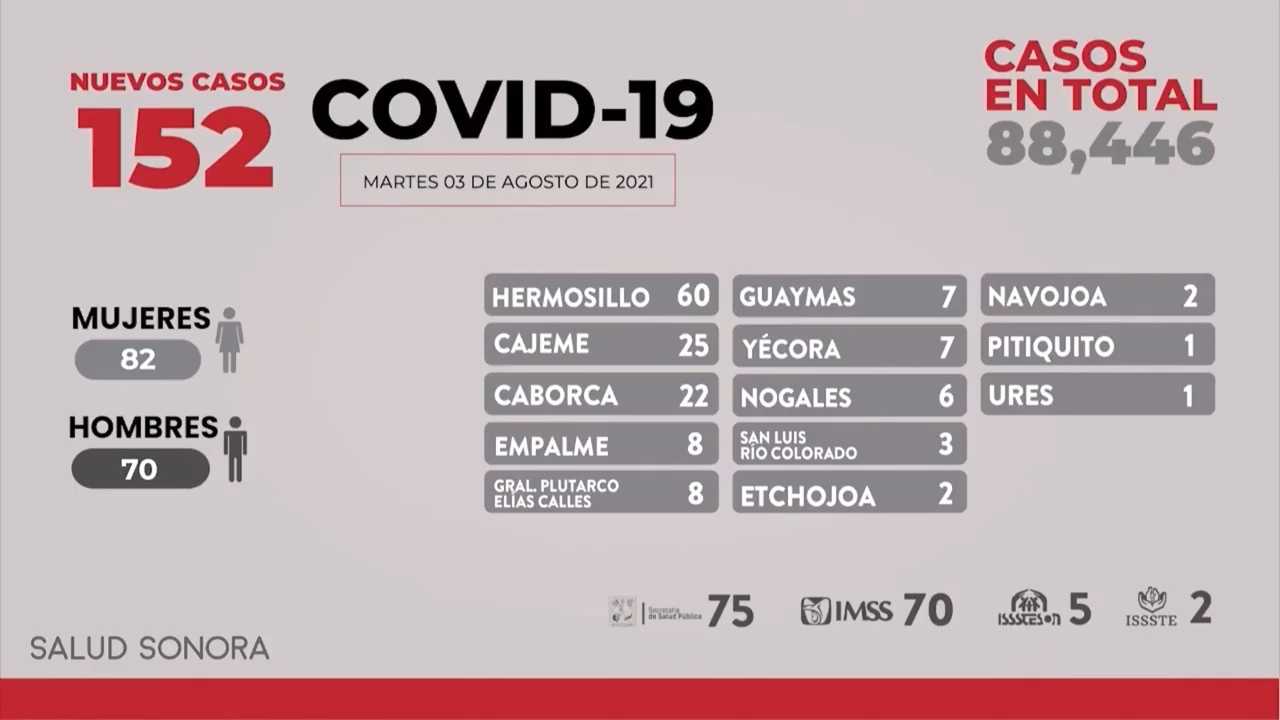 NUEVOS CASOS
152
COVID-19
MARTES 03 DE AGOSTO DE 2021
CASOS
EN TOTAL
88,446
MUJERES
82
HOMBRES
70
HERMOSILLO 60
CAJEME 25
CABORCA 22
EMPALME 8
GRAL. PLUTARCO
ELÍAS CALLES 8
GUAYMAS 7
YÉCORA 7
NOGALES 6
SAN LUIS
RÍO COLORADO 3
ETCHOJOA 2
NAVOJOA 2
PITIQUITO 1
URES 1
Secretaría
de Salud Pública 75
IMSS 70
ISSSTESON 5
ISSSTE 2
SALUD SONORA